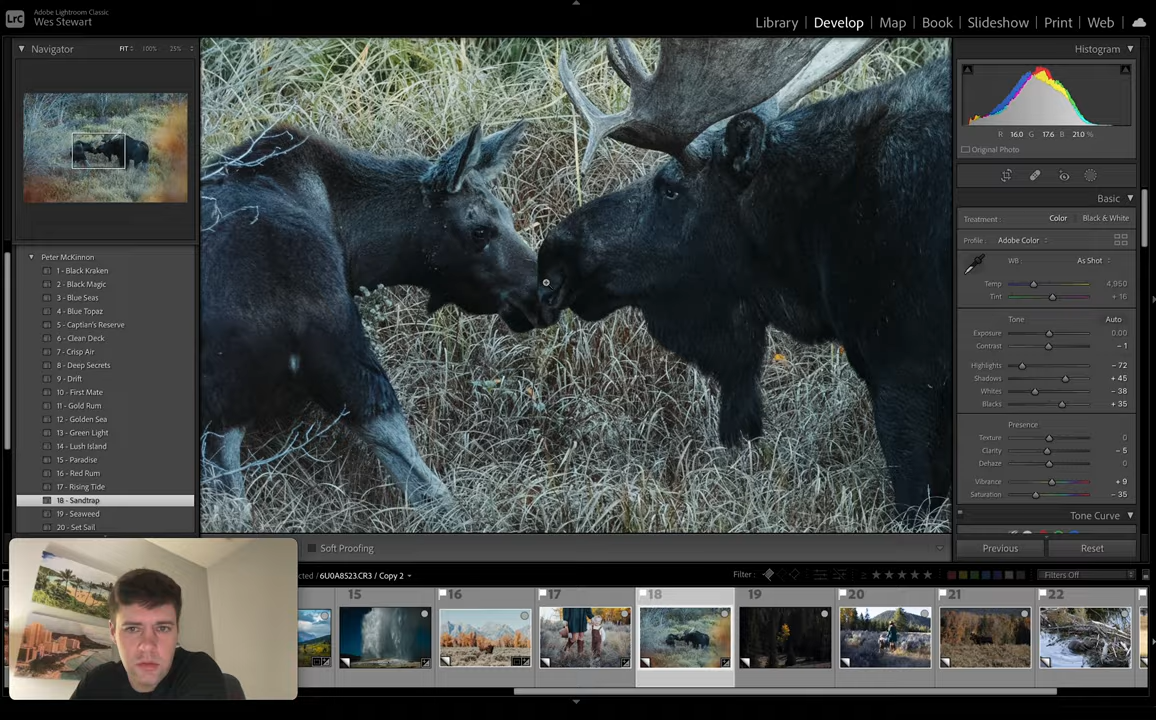 LrC
Adobe Lightroom Classic
Wes Stewart
Library | Develop | Map | Book | Slideshow | Print | Web
Navigator
FIT
100%
25%
Histogram
R 16.0 G 17.6 B 21.0 %
Original Photo
Basic
Treatment
Color
Black & White
Profile
Adobe Color
WB
As Shot
Temp
4,950
Tint
+ 16
Tone
Auto
Exposure
0.00
Contrast
− 1
Highlights
− 72
Shadows
+ 45
Whites
− 38
Blacks
+ 35
Presence
Texture
0
Clarity
− 5
Dehaze
0
Vibrance
+ 9
Saturation
− 35
Tone Curve
Previous
Reset
Peter McKinnon
1 - Black Kraken
2 - Black Magic
3 - Blue Seas
4 - Blue Topaz
5 - Captian's Reserve
6 - Clean Deck
7 - Crisp Air
8 - Deep Secrets
9 - Drift
10 - First Mate
11 - Gold Rum
12 - Golden Sea
13 - Green Light
14 - Lush Island
15 - Paradise
16 - Red Rum
17 - Rising Tide
18 - Sandtrap
19 - Seaweed
20 - Set Sail
Soft Proofing
/ 6U0A8523.CR3 / Copy 2
Filter :
Filters Off
15
16
17
18
19
20
21
22